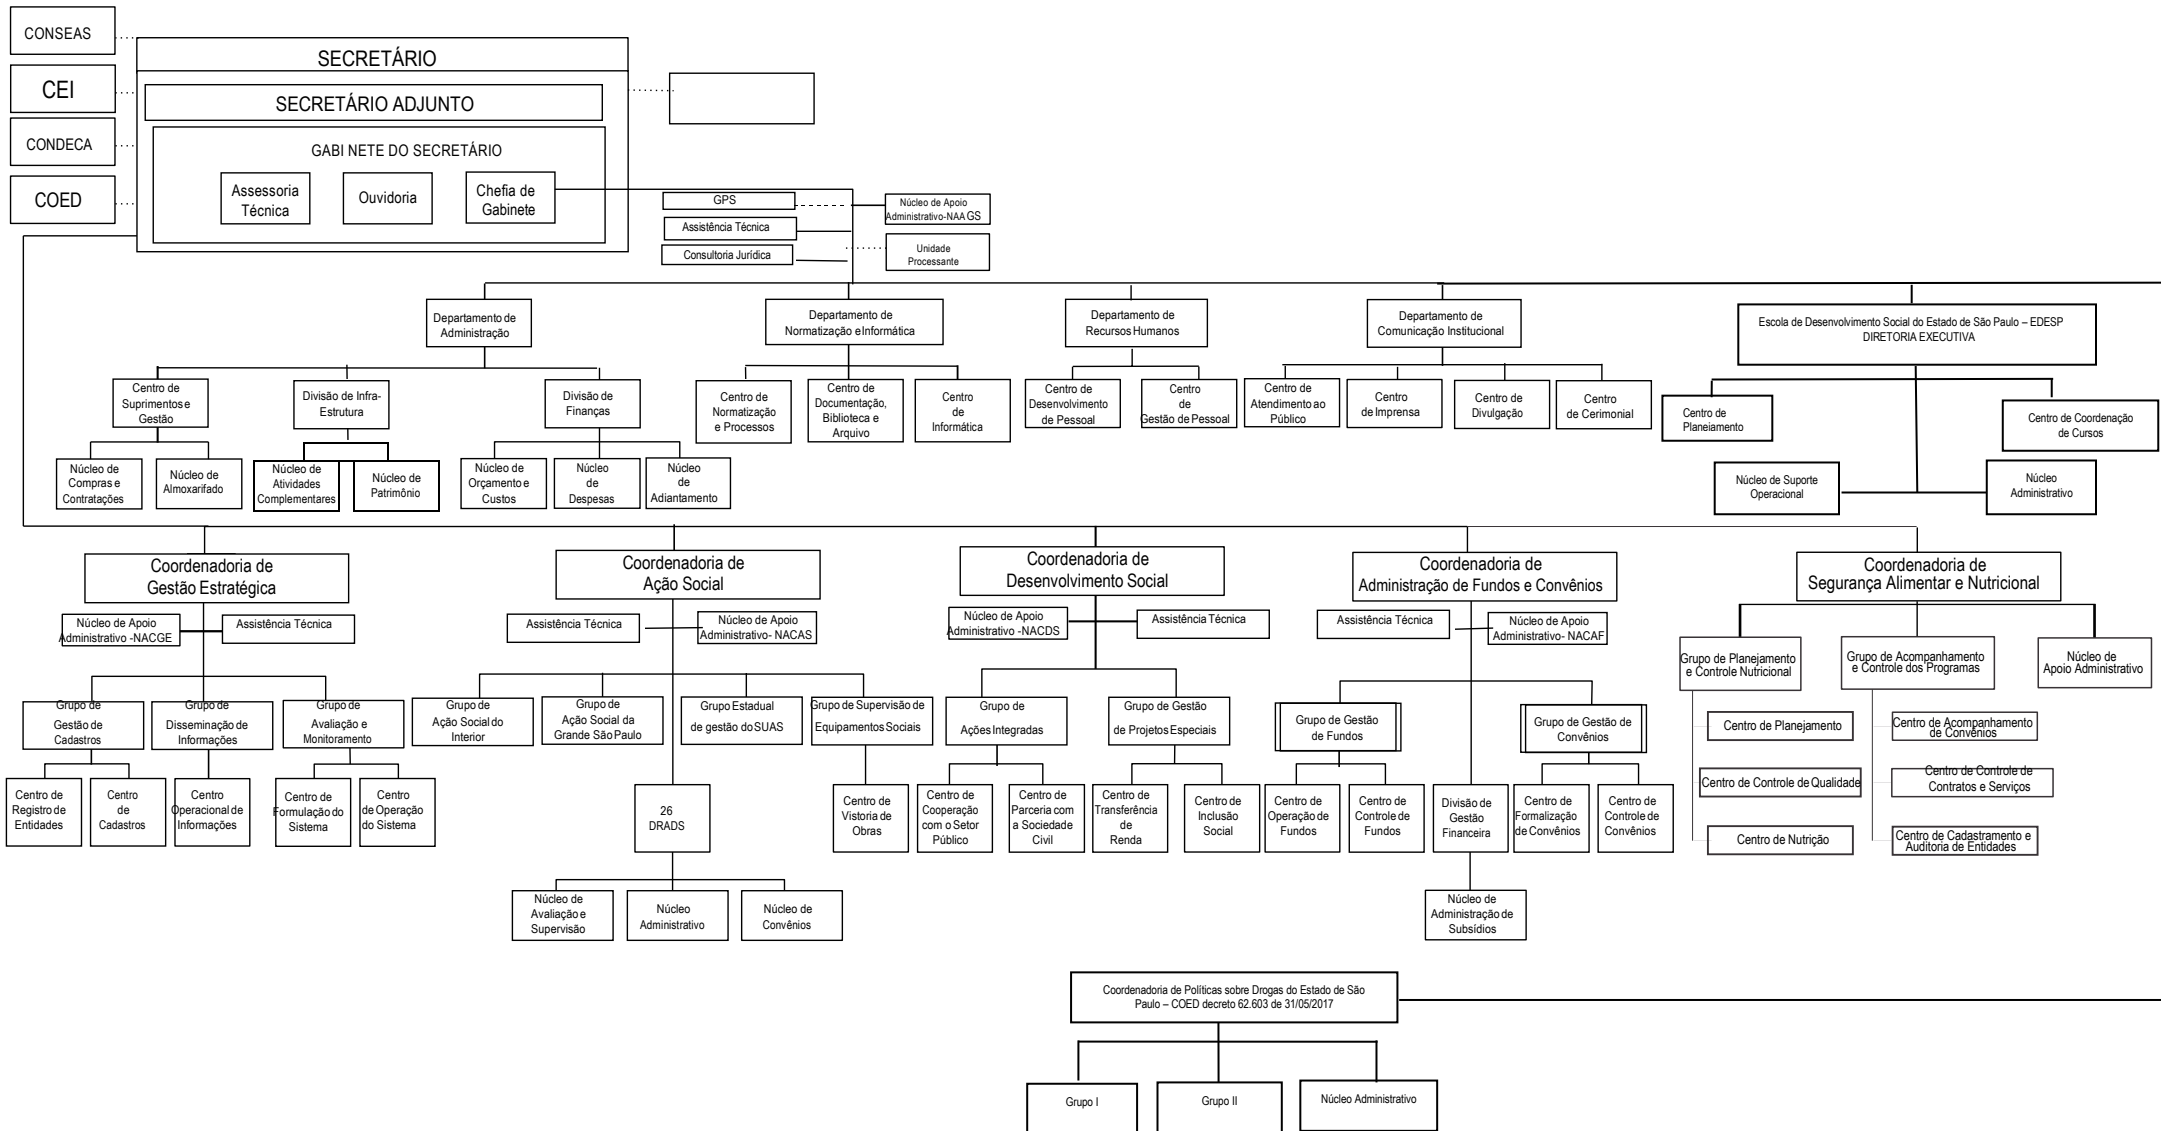 CONSEAS
CEI
CONDECA
COED
SECRETÁRIO
SECRETÁRIO ADJUNTO
GABI NETE DO SECRETÁRIO
Assessoria
Técnica
Ouvidoria
Chefia de
Gabinete
GPS
Assistência Técnica
Consultoria Jurídica
Núcleo de Apoio
Administrativo-NAA GS
Unidade
Processante
Departamento de
Administração
Departamento de
Normatização e Informática
Departamento de
Recursos Humanos
Departamento de
Comunicação Institucional
Escola de Desenvolvimento Social do Estado de São Paulo – EDESP
DIRETORIA EXECUTIVA
Centro de
Suprimentos e
Gestão
Divisão de Infra-
Estrutura
Divisão de
Finanças
Centro de
Normatização
e Processos
Centro de
Documentação,
Biblioteca e
Arquivo
Centro
de
Informática
Centro de
Desenvolvimento
de Pessoal
Centro
de
Gestão de Pessoal
Centro de
Atendimento ao
Público
Centro
de Imprensa
Centro
de
Divulgação
Centro
de Cerimonial
Centro de
Planeiamento
Centro de Coordenação
de Cursos
Núcleo de
Compras e
Contratações
Núcleo de
Almoxarifado
Núcleo de
Atividades
Complementares
Núcleo de
Patrimônio
Núcleo de
Orçamento e
Custos
Núcleo
de
Despesas
Núcleo
de
Adiantamento
Núcleo de Suporte
Operacional
Núcleo
Administrativo
Coordenadoria de
Gestão Estratégica
Coordenadoria de
Ação Social
Coordenadoria de
Desenvolvimento Social
Coordenadoria de
Administração de Fundos e Convênios
Coordenadoria de
Segurança Alimentar e Nutricional
Núcleo de Apoio
Administrativo -NACGE
Assistência Técnica
Assistência Técnica
Núcleo de Apoio
Administrativo- NACAS
Núcleo de Apoio
Administrativo -NACDS
Assistência Técnica
Assistência Técnica
Núcleo de Apoio
Administrativo- NACAF
Grupo de Planejamento
e Controle Nutricional
Grupo de Acompanhamento
e Controle dos Programas
Núcleo de
Apoio Administrativo
Grupo de
Gestão de
Cadastros
Grupo de
Disseminação de
Informações
Grupo de
Avaliação e
Monitoramento
Grupo de
Ação Social do
Interior
Grupo de
Ação Social da
Grande São Paulo
Grupo Estadual
de gestão do SUAS
Grupo de Supervisão de
Equipamentos Sociais
Grupo de
Ações Integradas
Grupo de Gestão
de Projetos Especiais
Grupo de Gestão
de Fundos
Grupo de Gestão de
Convênios
Centro de Planejamento
Centro de Acompanhamento
de Convênios
Centro de Controle de Qualidade
Centro de Controle de
Contratos e Serviços
Centro de Nutrição
Centro de Cadastramento e
Auditoria de Entidades
Centro de
Registro de
Entidades
Centro
de
Cadastros
Centro
Operacional de
Informações
Centro de
Formulação do
Sistema
Centro
de Operação
do Sistema
26
DRADS
Centro de
Vistoria de
Obras
Centro de
Cooperação
com o Setor
Público
Centro de
Parceria com
a Sociedade
Civil
Centro de
Transferência
de
Renda
Centro de
Inclusão
Social
Centro de
Operação de
Fundos
Centro de
Controle de
Fundos
Divisão de
Gestão
Financeira
Centro de
Formalização
de Convênios
Centro de
Controle de
Convênios
Núcleo de
Avaliação e
Supervisão
Núcleo
Administrativo
Núcleo de
Convênios
Núcleo de
Administração de
Subsídios
Coordenadoria de Políticas sobre Drogas do Estado de São
Paulo – COED decreto 62.603 de 31/05/2017
Grupo I
Grupo II
Núcleo Administrativo